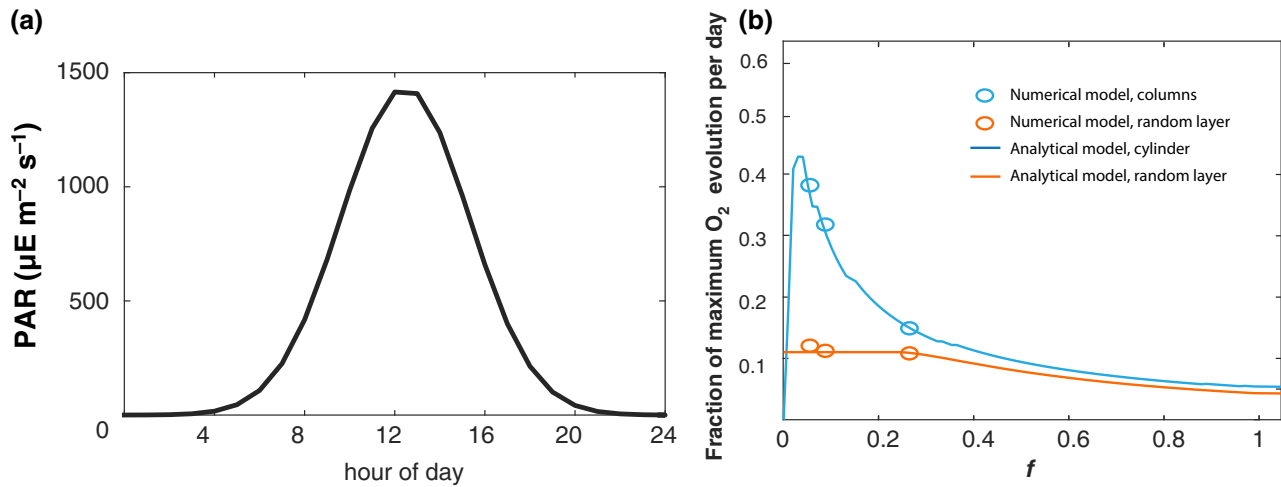 (a)
PAR (µE m⁻² s⁻¹)
1500
1000
500
0
4
8
12
16
20
24
hour of day
(b)
Fraction of maximum O₂ evolution per day
0.6
0.5
0.4
0.3
0.2
0.1
0
0.2
0.4
0.6
0.8
1
f
Numerical model, columns
Numerical model, random layer
Analytical model, cylinder
Analytical model, random layer